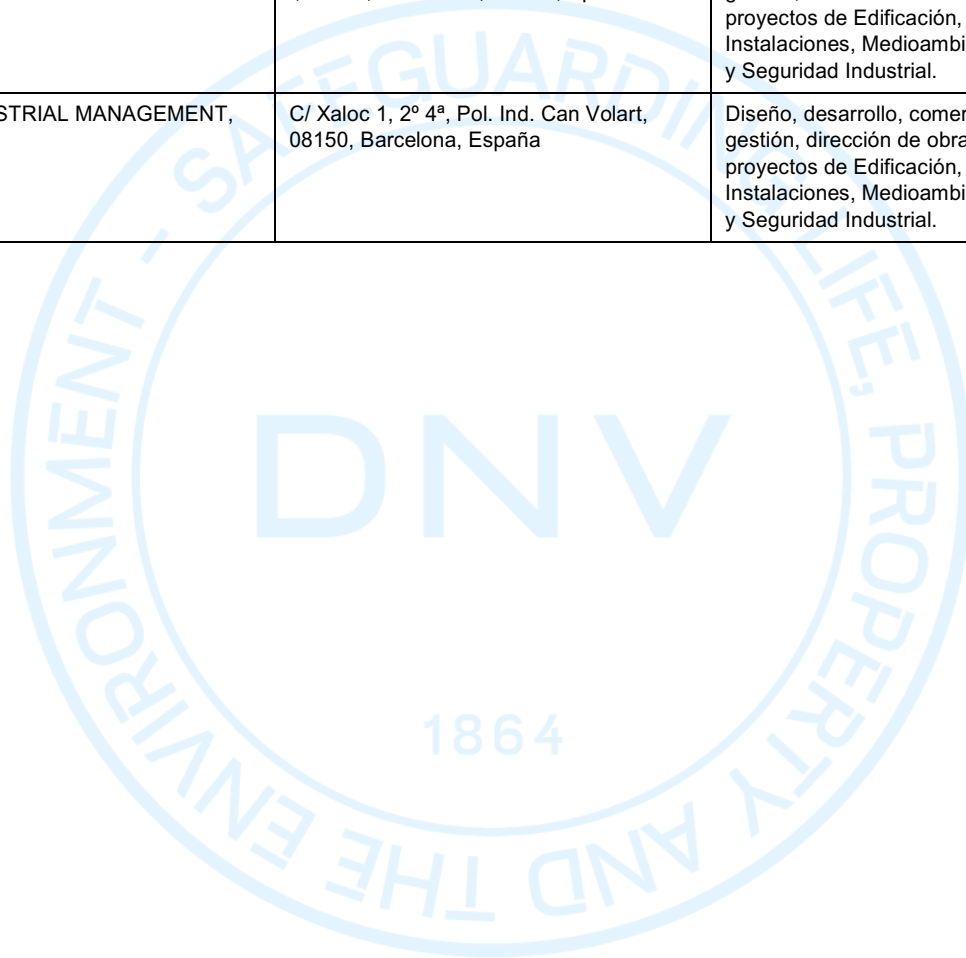 proyectos de Edificación,
Instalaciones, Medioambi
y Seguridad Industrial.
STRIAL MANAGEMENT,
C/ Xaloc 1, 2º 4ª, Pol. Ind. Can Volart,
08150, Barcelona, España
Diseño, desarrollo, comer
gestión, dirección de obra
proyectos de Edificación,
Instalaciones, Medioambi
y Seguridad Industrial.
SAFEGUARDING LIFE, PROPERTY AND THE ENVIRONMENT -
DNV
1864